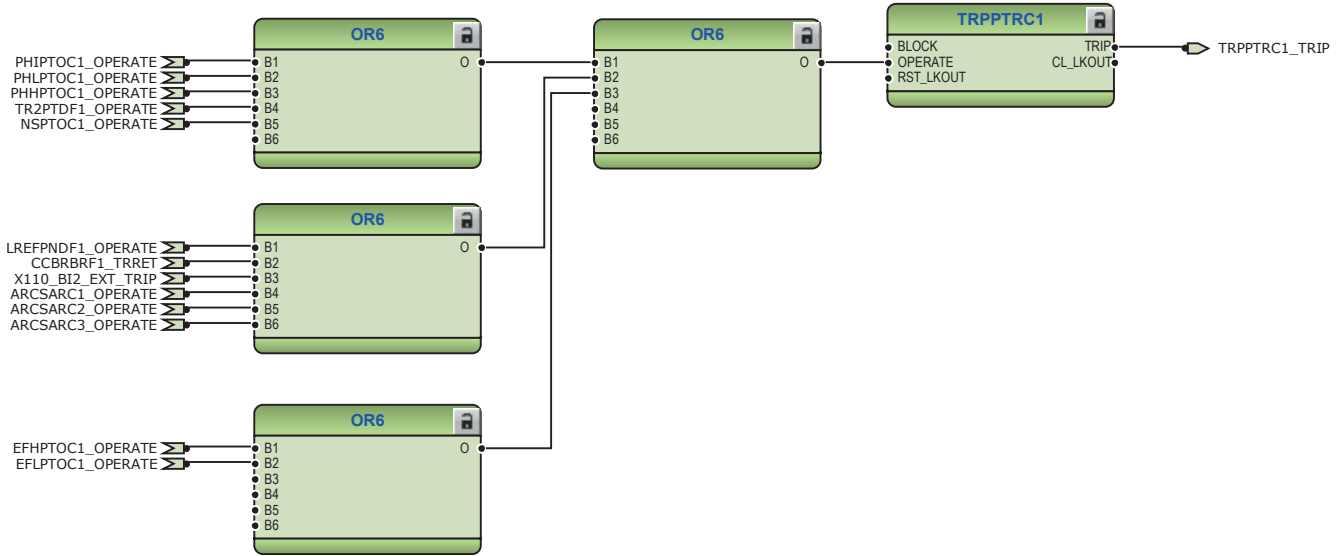 OR6
PHIPTOC1_OPERATE B1 O
PHLPTOC1_OPERATE B2
PHHPTOC1_OPERATE B3
TR2PTDF1_OPERATE B4
NSPTOC1_OPERATE B5
B6
OR6
B1 O
B2
B3
B4
B5
B6
TRPPTRC1
BLOCK TRIP
OPERATE CL_LKOUT
RST_LKOUT
TRPPTRC1_TRIP
OR6
LREFPNDF1_OPERATE B1 O
CCBRBRF1_TRRET B2
X110_BI2_EXT_TRIP B3
ARCSARC1_OPERATE B4
ARCSARC2_OPERATE B5
ARCSARC3_OPERATE B6
OR6
EFHPTOC1_OPERATE B1 O
EFLPTOC1_OPERATE B2
B3
B4
B5
B6